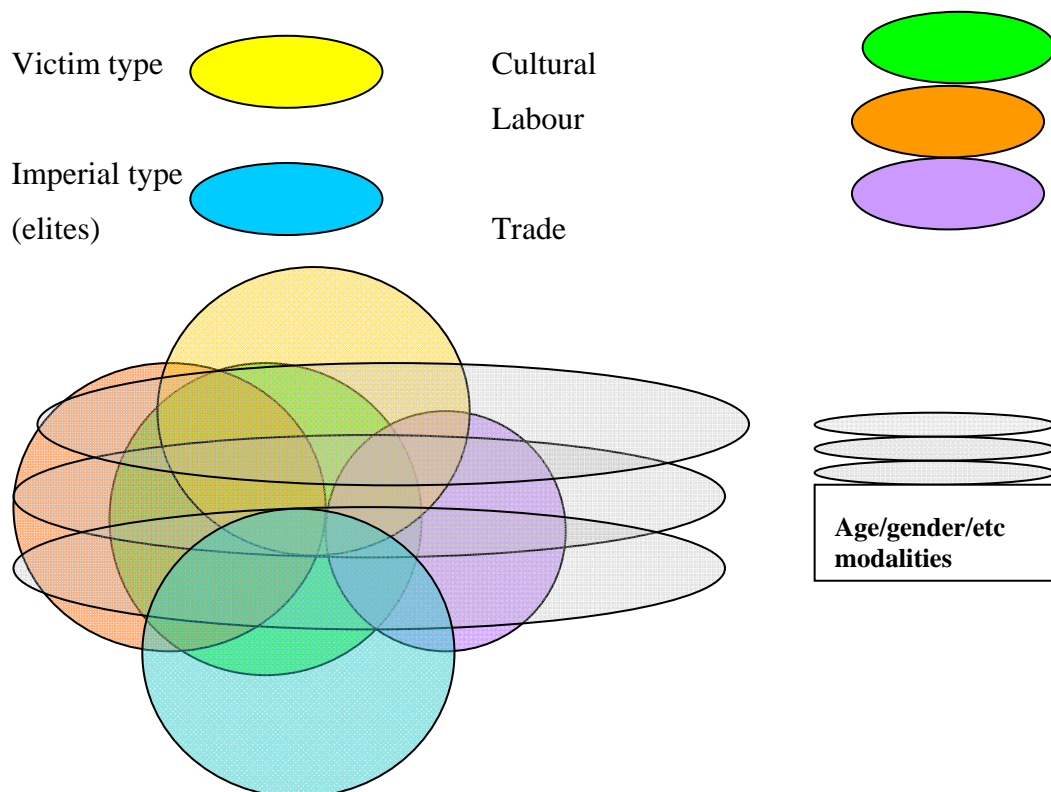 Victim type
Cultural
Labour
Imperial type
(elites)
Trade
Age/gender/etc
modalities